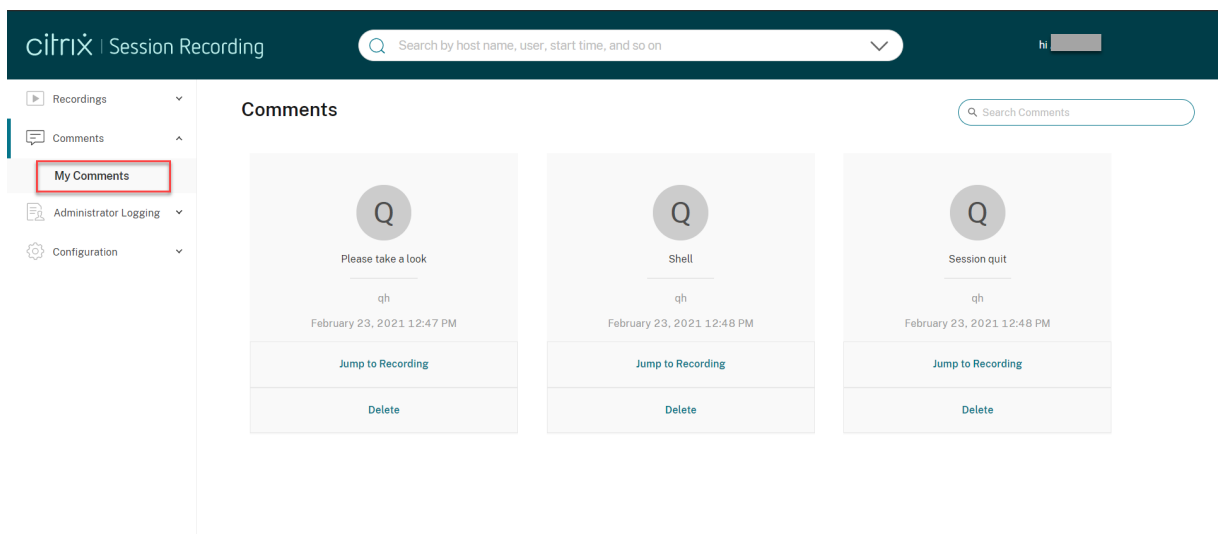 citrix | Session Recording
Search by host name, user, start time, and so on
hi
Recordings
Comments
My Comments
Administrator Logging
Configuration
Comments
Search Comments
Q
Please take a look
qh
February 23, 2021 12:47 PM
Jump to Recording
Delete
Q
Shell
qh
February 23, 2021 12:48 PM
Jump to Recording
Delete
Q
Session quit
qh
February 23, 2021 12:48 PM
Jump to Recording
Delete